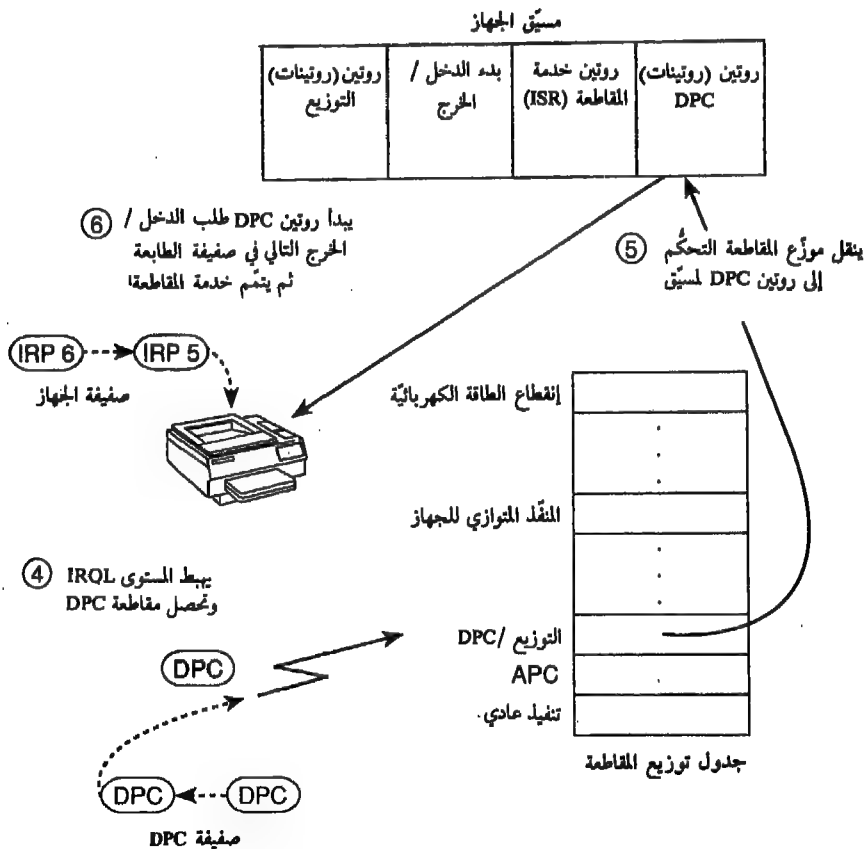 مسيّق الجهاز
روتين (روتينات)
DPC
روتين خدمة
المقاطعة (ISR)
بدء الدخل /
الخرج
روتين (روتينات)
التوزيع
⑤ ينقل موزّع المقاطعة التحكُّم
إلى روتين DPC لمسيّق
⑥ يبدا روتين DPC طلب الدخل /
الخرج التالي في صفيفة الطابعة
ثم يتمّم خدمة المقاطعة
IRP 6
IRP 5
صفيفة الجهاز
إنقطاع الطاقة الكهربائيّة
المنفّذ المتوازي للجهاز
④ يهبط المستوى IRQL
وتحصل مقاطعة DPC
التوزيع /DPC
DPC
APC
تنفيذ عادي
جدول توزيع المقاطعة
DPC
DPC
صفيفة DPC